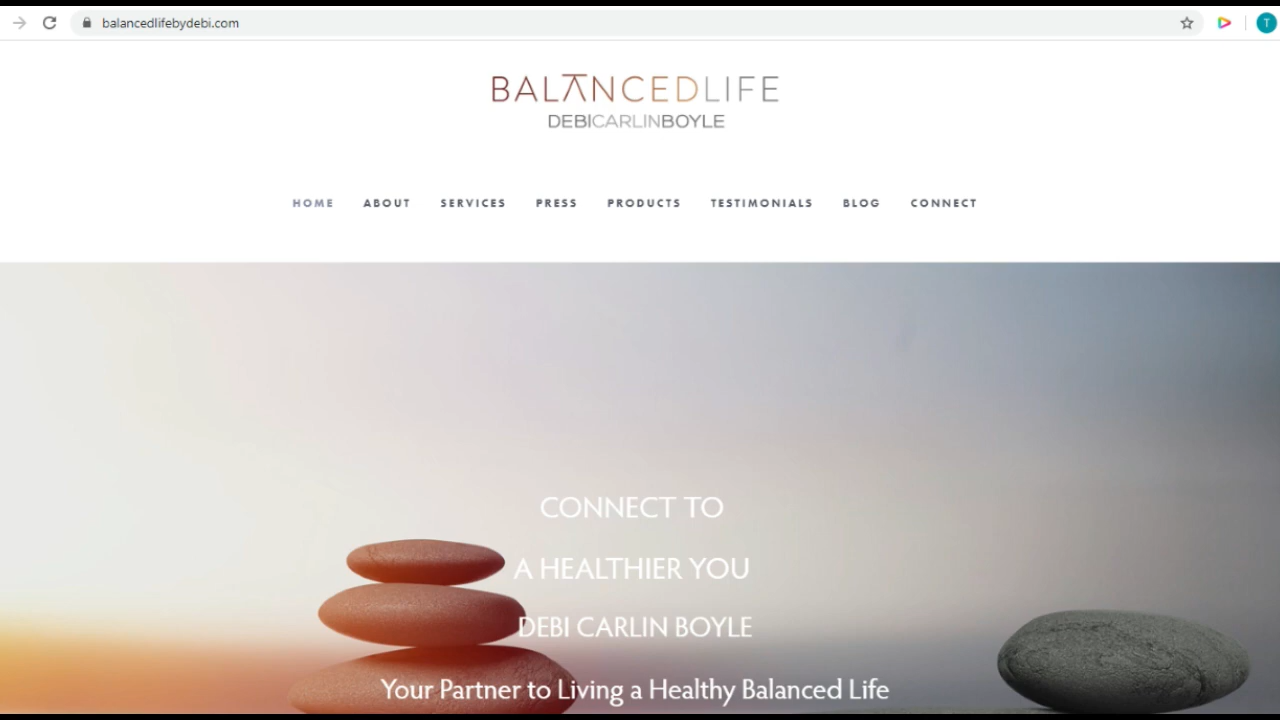 balancedlifebydebi.com
T
BALANCEDLIFE
DEBICARLINBOYLE
HOME ABOUT SERVICES PRESS PRODUCTS TESTIMONIALS BLOG CONNECT
CONNECT TO
A HEALTHIER YOU
DEBI CARLIN BOYLE
Your Partner to Living a Healthy Balanced Life